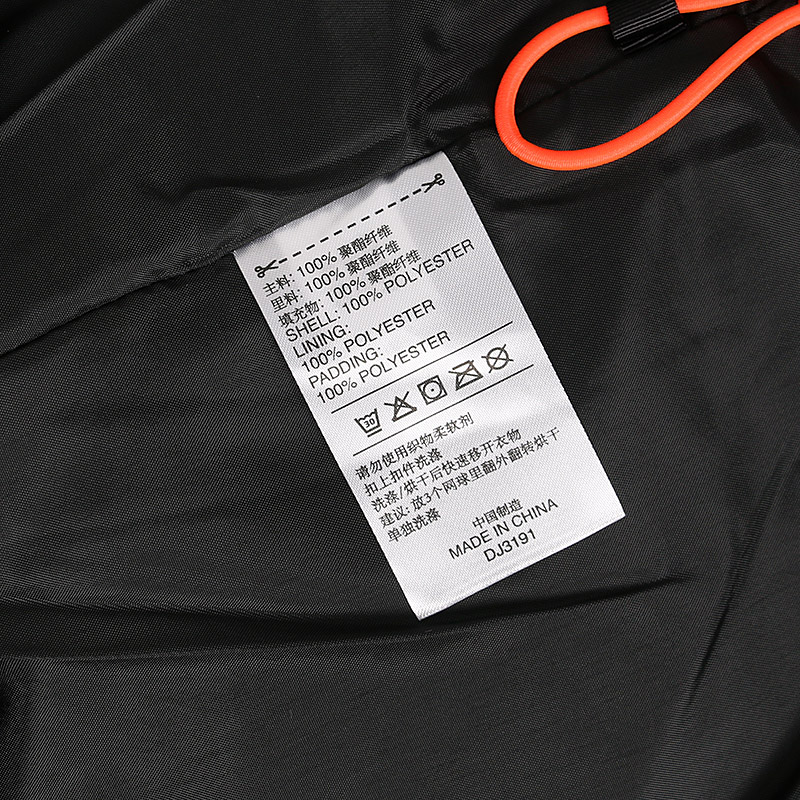 主料: 100% 聚酯纤维
里料: 100% 聚酯纤维
填充物: 100% 聚酯纤维
SHELL: 100% POLYESTER
LINING:
100% POLYESTER
PADDING:
100% POLYESTER
30
请勿使用织物柔软剂
扣上扣件洗涤
洗涤/烘干后快速移开衣物
建议: 放3个网球里翻外翻转烘干
单独洗涤
中国制造
MADE IN CHINA
DJ3191